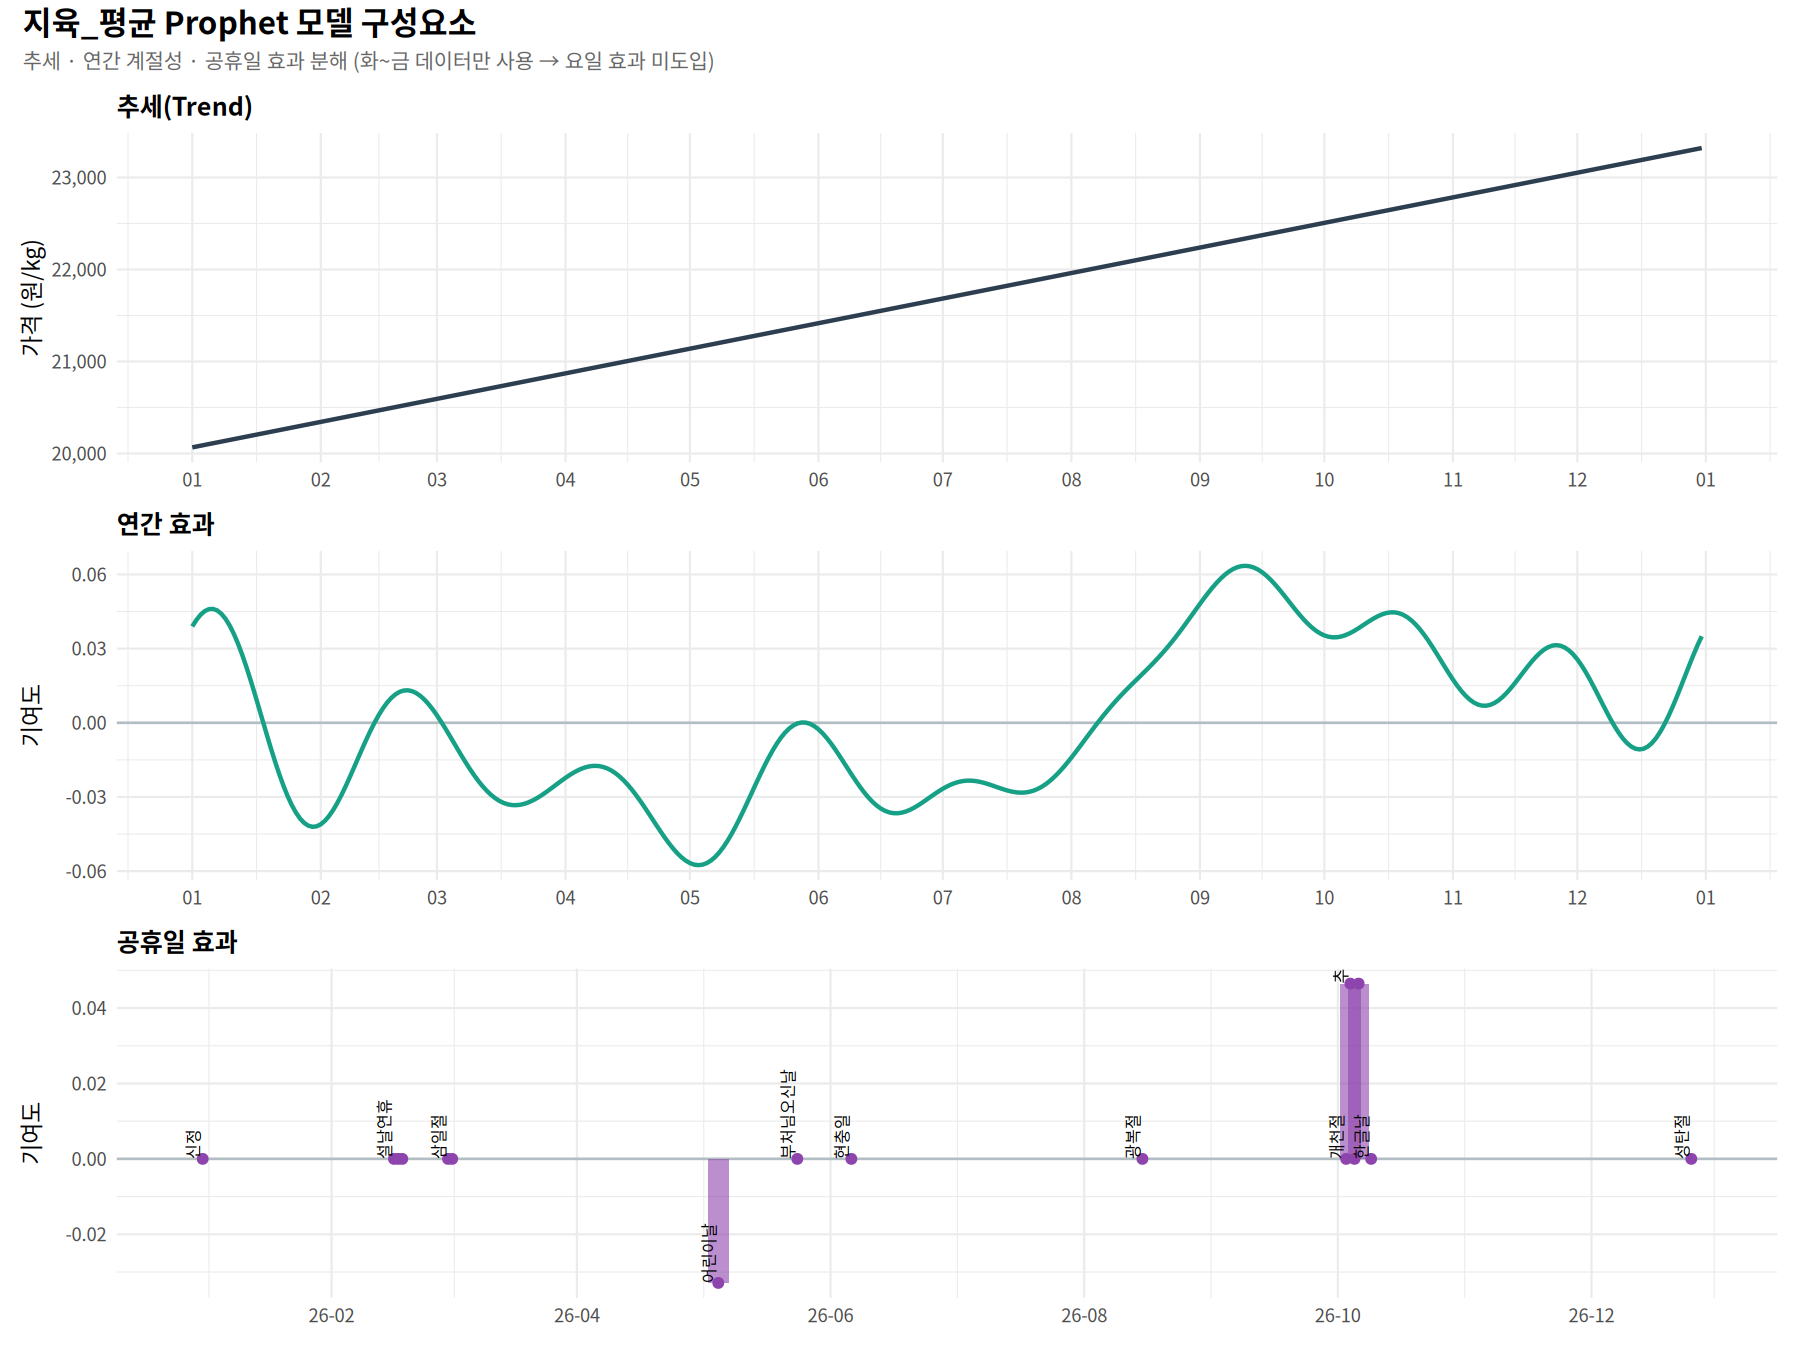 지육_평균 Prophet 모델 구성요소
추세 · 연간 계절성 · 공휴일 효과 분해 (화~금 데이터만 사용 → 요일 효과 미도입)
추세(Trend)
가격 (원/kg)
23,000
22,000
21,000
20,000
01 02 03 04 05 06 07 08 09 10 11 12 01
연간 효과
기여도
0.06
0.03
0.00
-0.03
-0.06
01 02 03 04 05 06 07 08 09 10 11 12 01
공휴일 효과
기여도
0.04
0.02
0.00
-0.02
신정
설날연휴
삼일절
어린이날
부처님오신날
현충일
광복절
개천절
추
한글날
성탄절
26-02 26-04 26-06 26-08 26-10 26-12